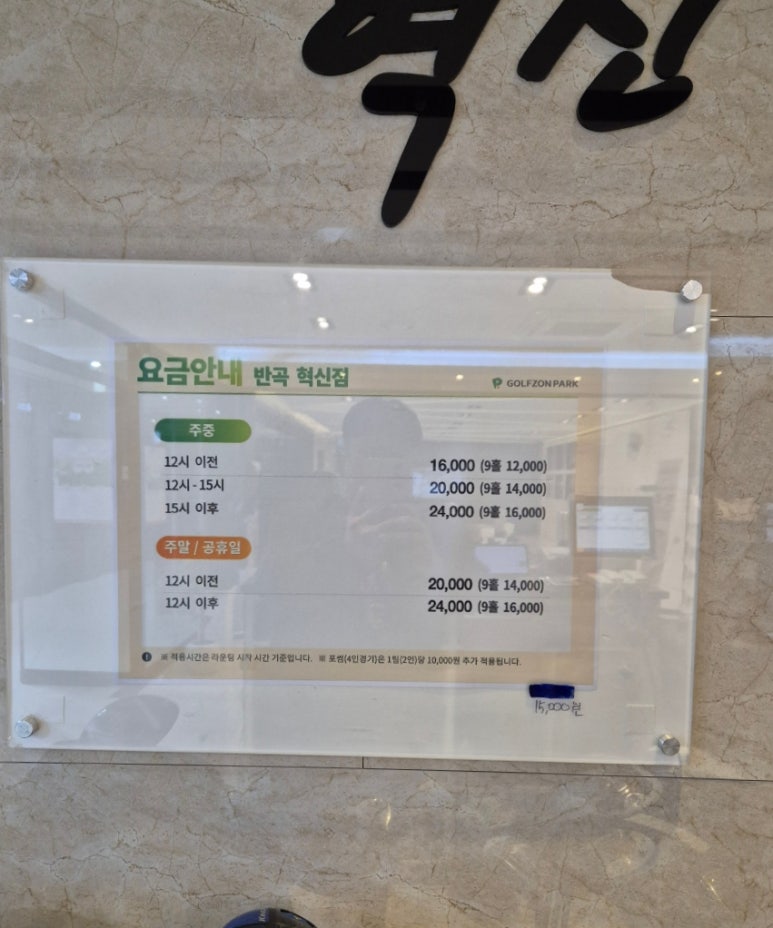 혁신
요금안내 반곡 혁신점 GOLFZON PARK
주중
12시 이전 16,000 (9홀 12,000)
12시 - 15시 20,000 (9홀 14,000)
15시 이후 24,000 (9홀 16,000)
주말 / 공휴일
12시 이전 20,000 (9홀 14,000)
12시 이후 24,000 (9홀 16,000)
! ※ 적용시간은 라운딩 시작 시간 기준입니다. ※ 포썸(4인경기)은 1팀(2인)당 10,000원 추가 적용됩니다.
15,000원